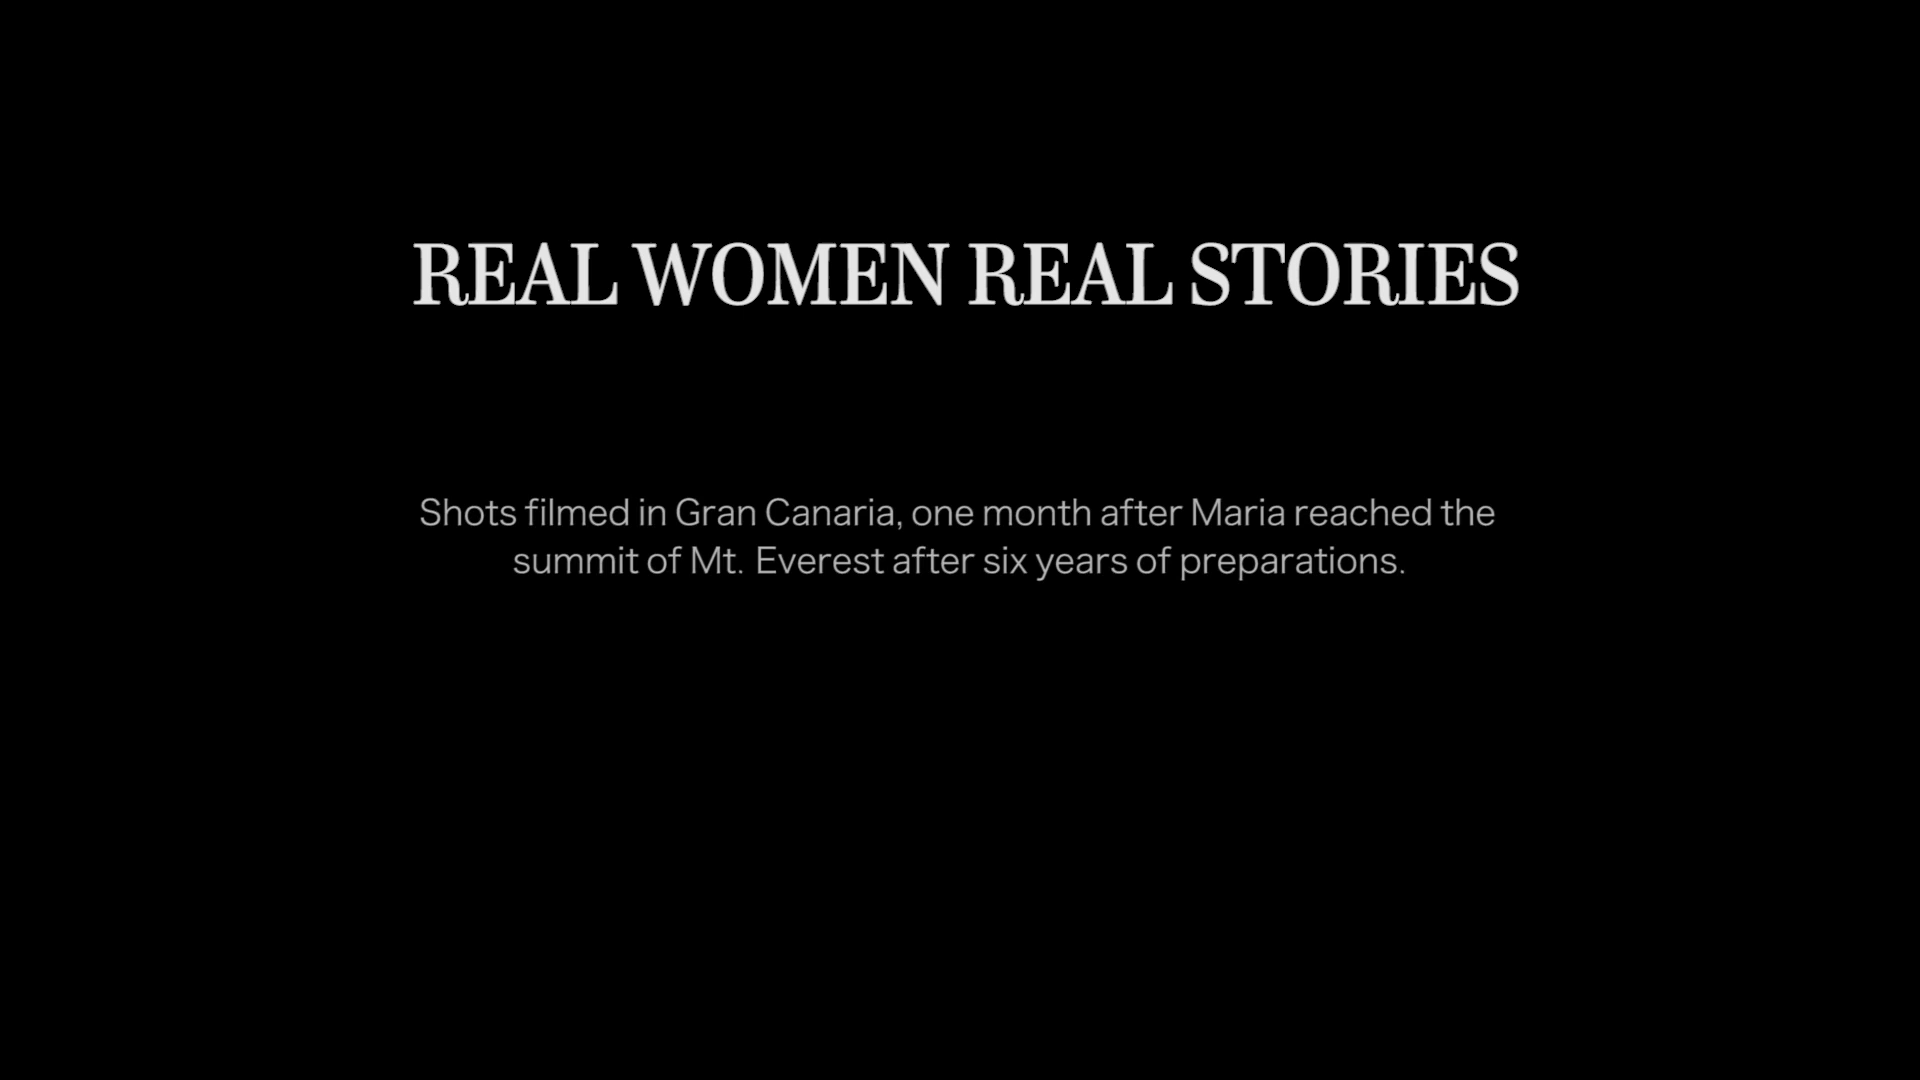 REAL WOMEN REAL STORIES
Shots filmed in Gran Canaria, one month after Maria reached the
summit of Mt. Everest after six years of preparations.